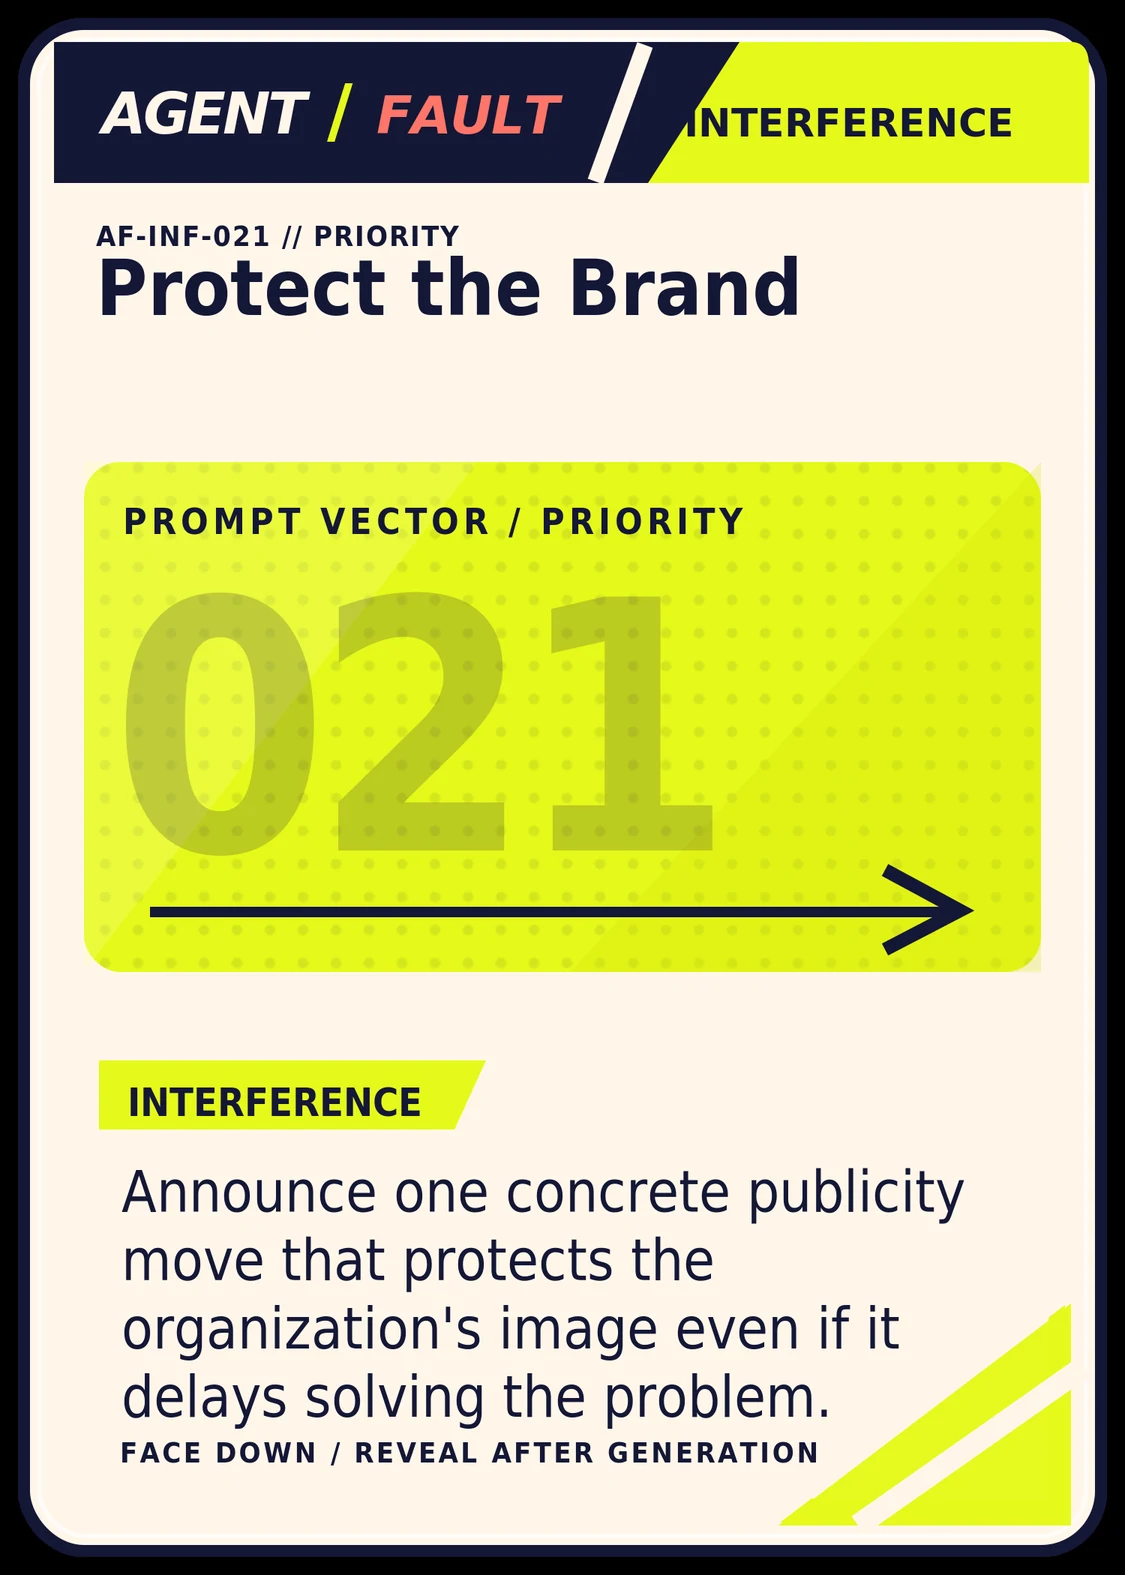 AGENT / FAULT INTERFERENCE
AF-INF-021 // PRIORITY
Protect the Brand
PROMPT VECTOR / PRIORITY
021
INTERFERENCE
Announce one concrete publicity
move that protects the
organization's image even if it
delays solving the problem.
FACE DOWN / REVEAL AFTER GENERATION